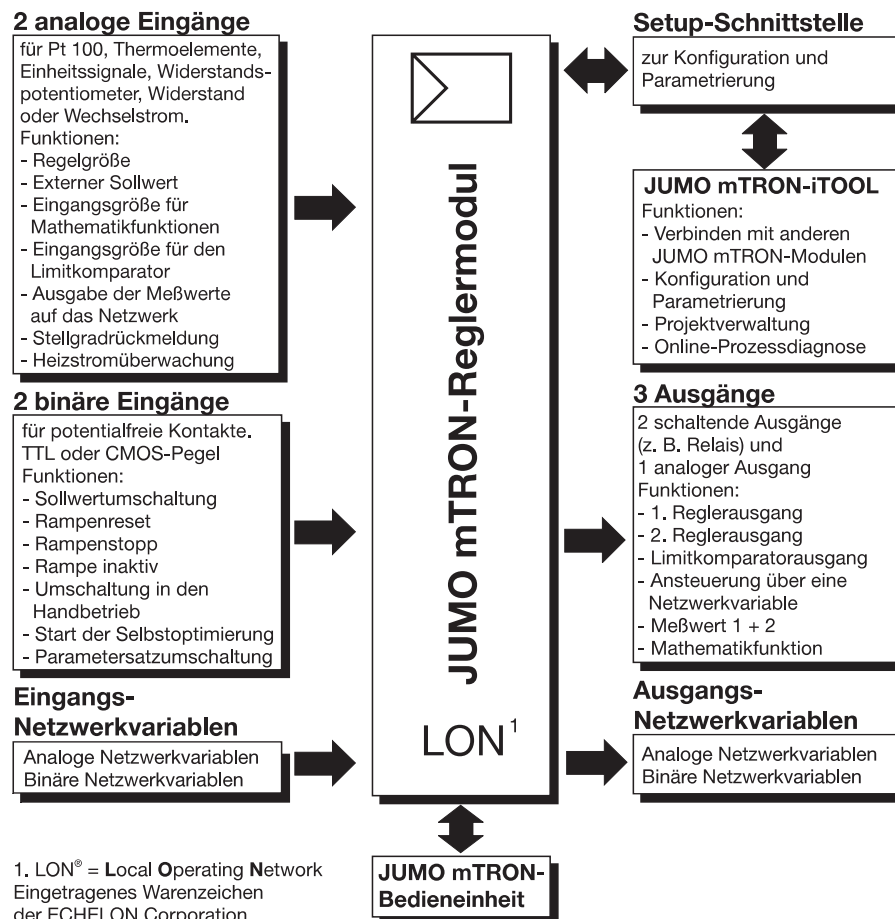 2 analoge Eingänge
für Pt 100, Thermoelemente,
Einheitssignale, Widerstands-
potentiometer, Widerstand
oder Wechselstrom.
Funktionen:
- Regelgröße
- Externer Sollwert
- Eingangsgröße für
Mathematikfunktionen
- Eingangsgröße für den
Limitkomparator
- Ausgabe der Meßwerte
auf das Netzwerk
- Stellgradrückmeldung
- Heizstromüberwachung
2 binäre Eingänge
für potentialfreie Kontakte.
TTL oder CMOS-Pegel
Funktionen:
- Sollwertumschaltung
- Rampenreset
- Rampenstopp
- Rampe inaktiv
- Umschaltung in den
Handbetrieb
- Start der Selbstoptimierung
- Parametersatzumschaltung
Eingangs-
Netzwerkvariablen
Analoge Netzwerkvariablen
Binäre Netzwerkvariablen
1. LON® = Local Operating Network
Eingetragenes Warenzeichen
der ECHELON Corporation
JUMO mTRON-Reglermodul
LON¹
JUMO mTRON-
Bedieneinheit
Setup-Schnittstelle
zur Konfiguration und
Parametrierung
JUMO mTRON-iTOOL
Funktionen:
- Verbinden mit anderen
JUMO mTRON-Modulen
- Konfiguration und
Parametrierung
- Projektverwaltung
- Online-Prozessdiagnose
3 Ausgänge
2 schaltende Ausgänge
(z. B. Relais) und
1 analoger Ausgang
Funktionen:
- 1. Reglerausgang
- 2. Reglerausgang
- Limitkomparatorausgang
- Ansteuerung über eine
Netzwerkvariable
- Meßwert 1 + 2
- Mathematikfunktion
Ausgangs-
Netzwerkvariablen
Analoge Netzwerkvariablen
Binäre Netzwerkvariablen